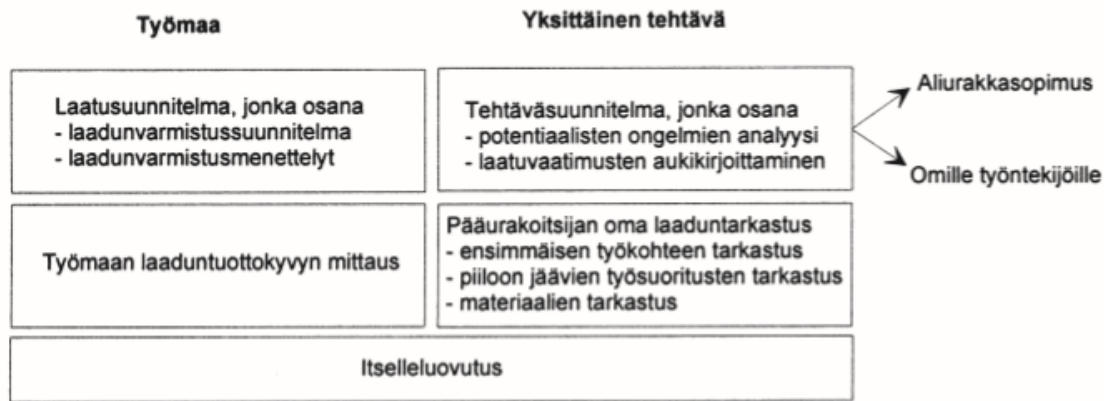 Työmaa
Yksittäinen tehtävä
Laatusuunnitelma, jonka osana
- laadunvarmistussuunnitelma
- laadunvarmistusmenettelyt
Tehtäväsuunnitelma, jonka osana
- potentiaalisten ongelmien analyysi
- laatuvaatimusten aukikirjoittaminen
Aliurakkasopimus
Omille työntekijöille
Työmaan laaduntuottokyvyn mittaus
Pääurakoitsijan oma laaduntarkastus
- ensimmäisen työkohteen tarkastus
- piiloon jäävien työsuoritusten tarkastus
- materiaalien tarkastus
Itselleluovutus